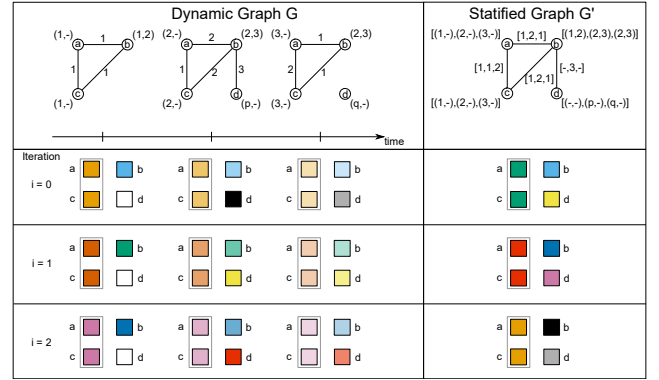 Dynamic Graph G
Statified Graph G'
(1,-) 1 (1,2)
a b
1 1
c
(1,-)
(2,-) 2 (2,3)
a b
1 2 3
c d
(2,-) (p,-)
(3,-) 1 (2,3)
a b
2 1
c d
(3,-) (q,-)
time
[(1,-),(2,-),(3,-)] [1,2,1] [(1,2),(2,3),(2,3)]
a b
[1,1,2] [1,2,1] [-,3,-]
c d
[(1,-),(2,-),(3,-)] [(-,-),(p,-),(q,-)]
Iteration
i = 0
a b a b a b a b
c d c d c d c d
i = 1
a b a b a b a b
c d c d c d c d
i = 2
a b a b a b a b
c d c d c d c d